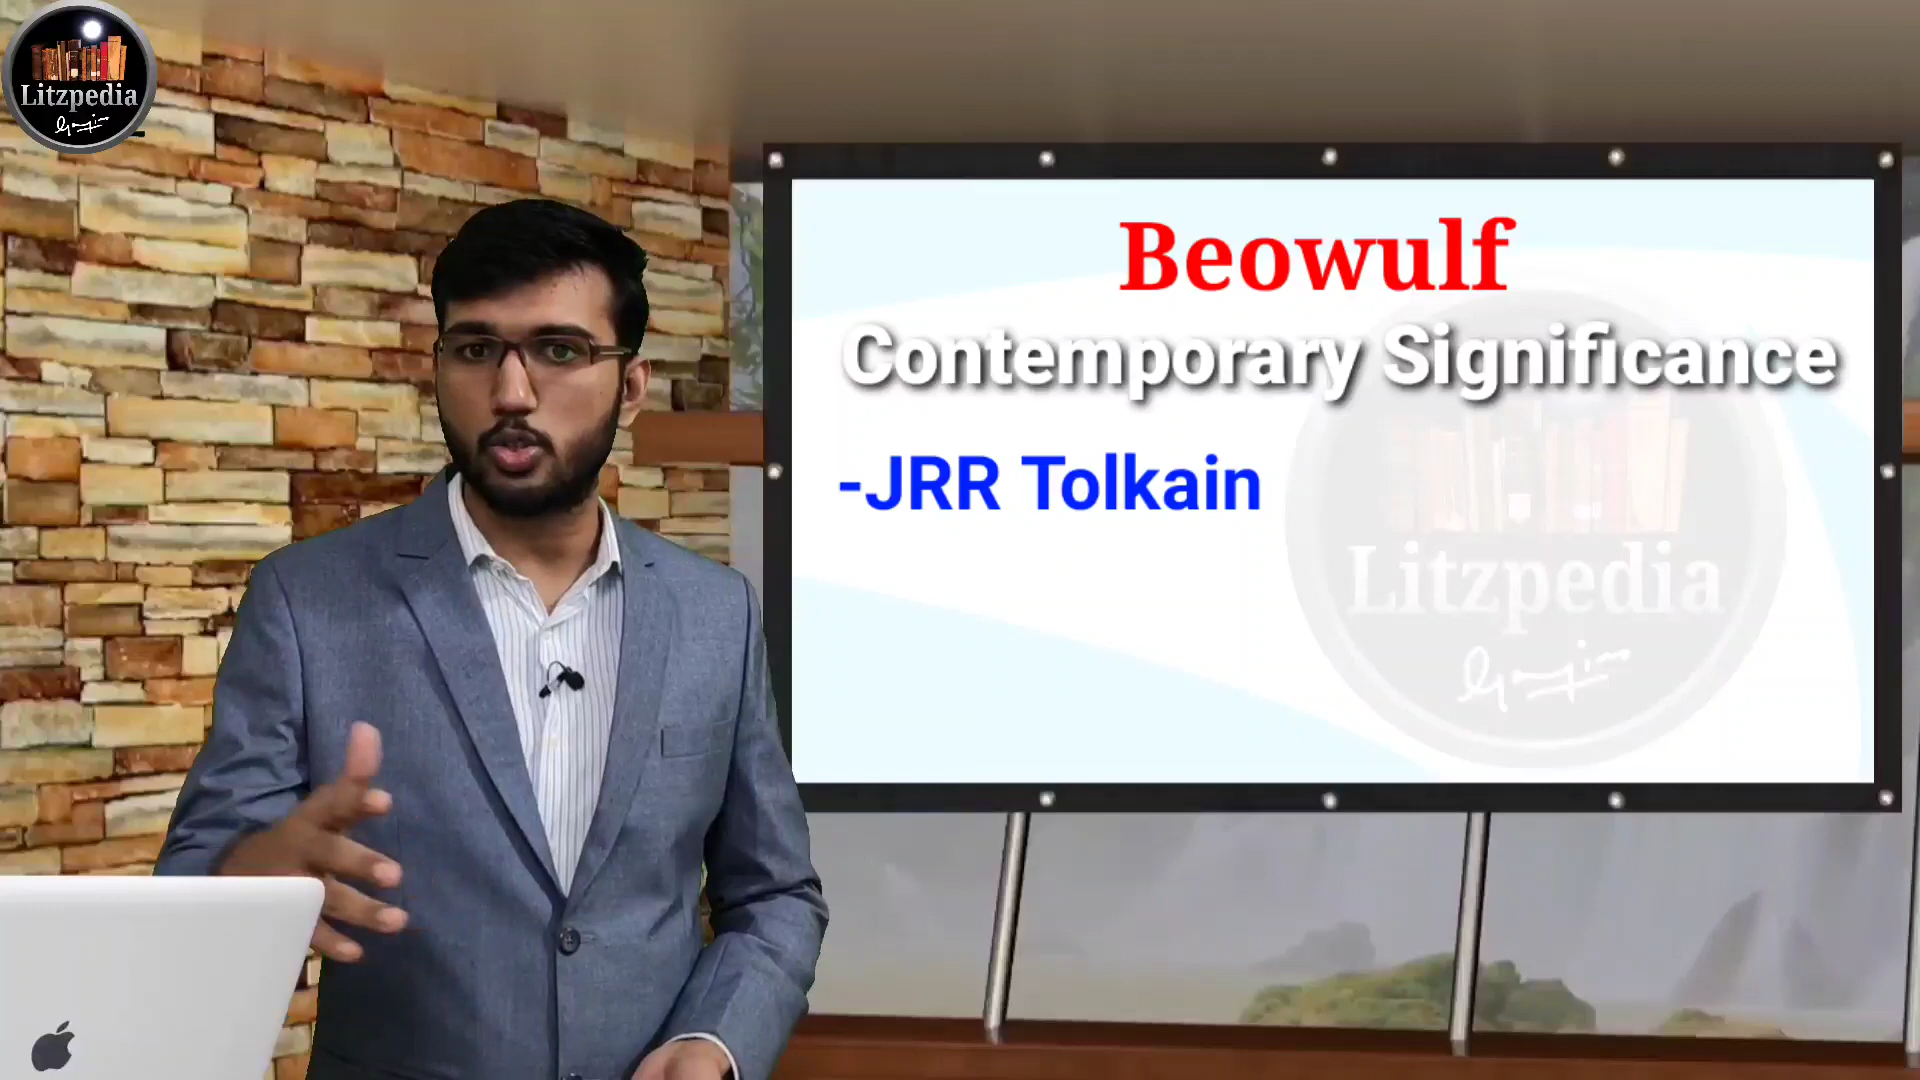 Litzpedia
Beowulf
Contemporary Significance
-JRR Tolkain
Litzpedia